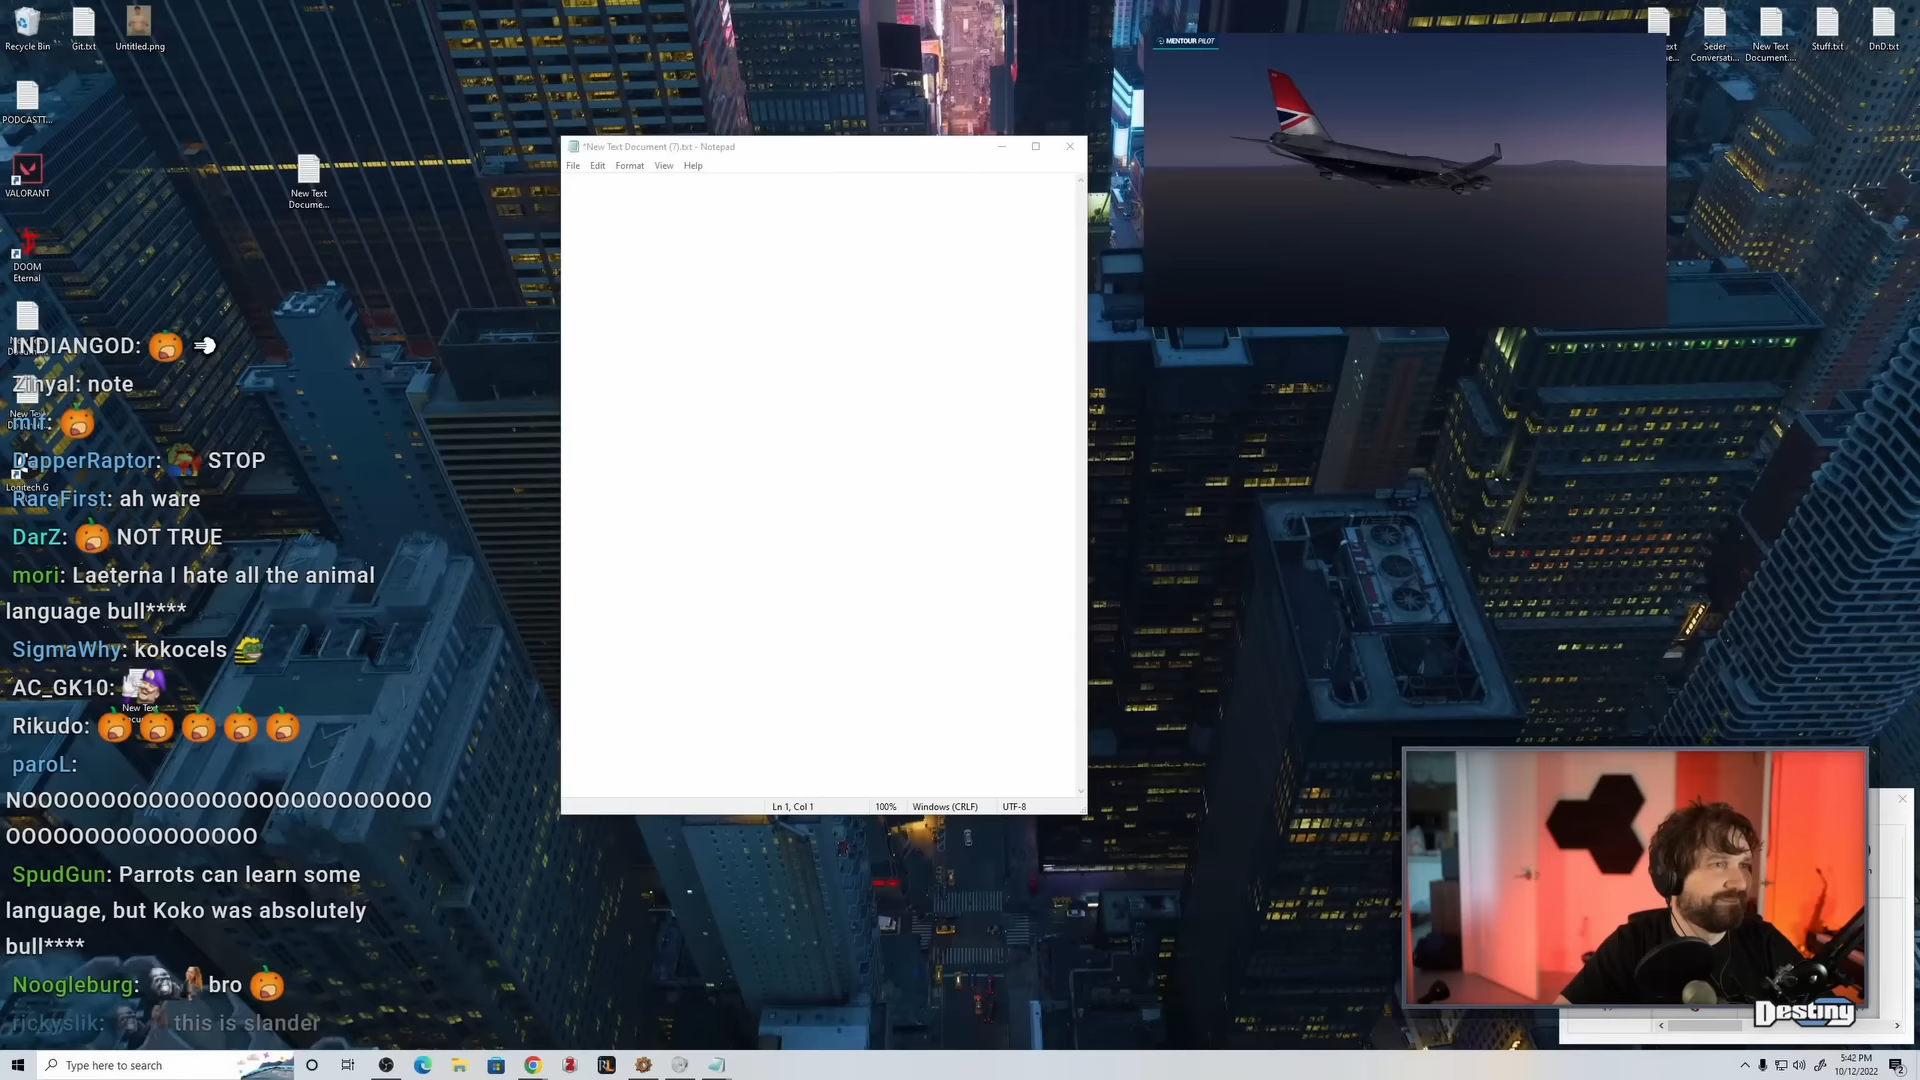 Recycle Bin
Git.txt
Untitled.png
Seder
Conversati...
New Text
Document....
Stuff.txt
DnD.txt
MENTOUR PILOT
PODCASTT...
VALORANT
New Text
Docume...
DOOM
Eternal
*New Text Document (7).txt - Notepad
File Edit Format View Help
INDIANGOD:
Zinyal: note
mif:
DapperRaptor: STOP
Logitech G
RareFirst: ah ware
DarZ: NOT TRUE
mori: Laeterna I hate all the animal
language bull****
SigmaWhy: kokocels
AC_GK10:
New Text
Rikudo:
paroL:
NOOOOOOOOOOOOOOOOOOOOOOOOOO
OOOOOOOOOOOOOOOO
SpudGun: Parrots can learn some
language, but Koko was absolutely
bull****
Noogleburg: bro
rickyslik: this is slander
Ln 1, Col 1 100% Windows (CRLF) UTF-8
Destiny
Type here to search
5:42 PM
10/12/2022